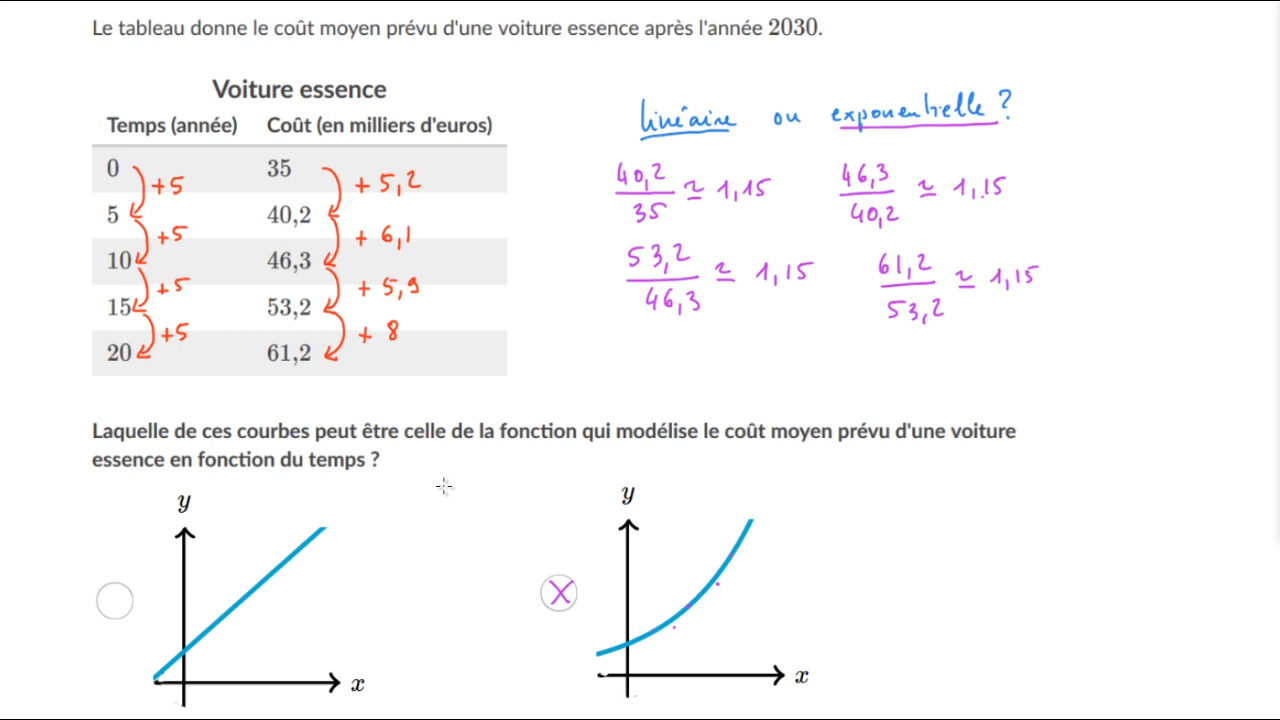 Le tableau donne le coût moyen prévu d'une voiture essence après l'année 2030.
Voiture essence
Temps (année) Coût (en milliers d'euros)
0 35
+5 + 5,2
5 40,2
+5 + 6,1
10 46,3
+5 + 5,9
15 53,2
+5 + 8
20 61,2
linéaire ou exponentielle ?
40,2/35 ≃ 1,15 46,3/40,2 ≃ 1,15
53,2/46,3 ≃ 1,15 61,2/53,2 ≃ 1,15
Laquelle de ces courbes peut être celle de la fonction qui modélise le coût moyen prévu d'une voiture
essence en fonction du temps ?
y
x
y
x